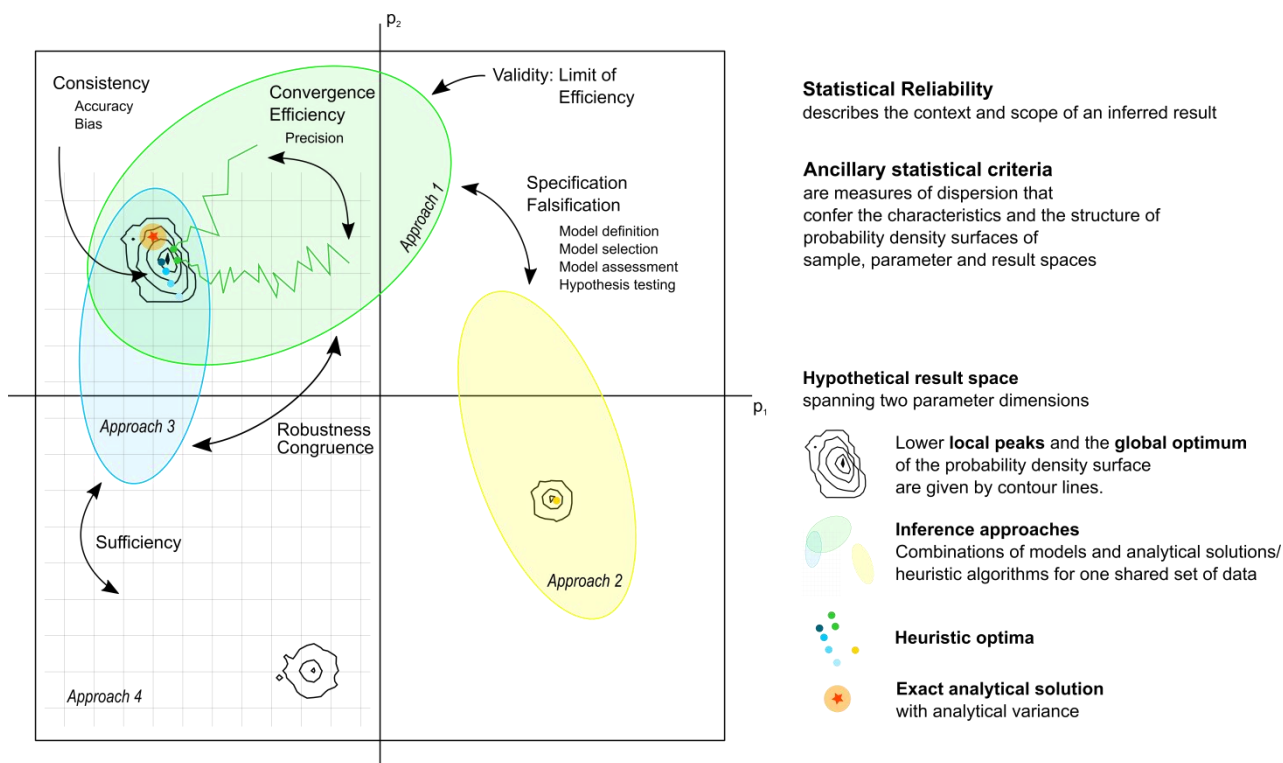 p₂
Consistency
Accuracy
Bias
Convergence
Efficiency
Precision
Validity: Limit of
Efficiency
Approach 1
Specification
Falsification
Model definition
Model selection
Model assessment
Hypothesis testing
p₁
Approach 3
Robustness
Congruence
Sufficiency
Approach 2
Approach 4
Statistical Reliability
describes the context and scope of an inferred result
Ancillary statistical criteria
are measures of dispersion that
confer the characteristics and the structure of
probability density surfaces of
sample, parameter and result spaces
Hypothetical result space
spanning two parameter dimensions
Lower local peaks and the global optimum
of the probability density surface
are given by contour lines.
Inference approaches
Combinations of models and analytical solutions/
heuristic algorithms for one shared set of data
Heuristic optima
Exact analytical solution
with analytical variance